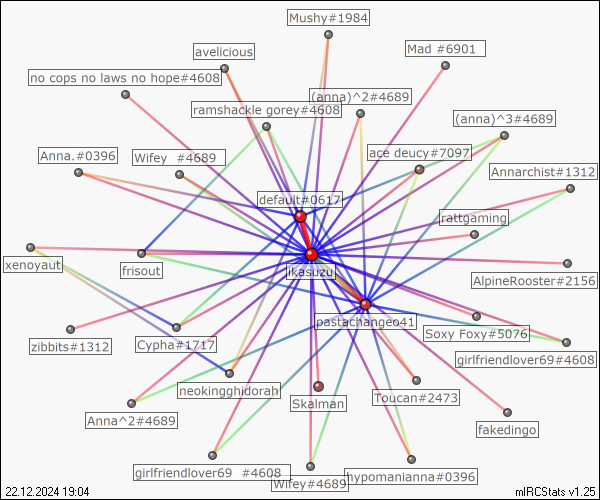 Mushy#1984
avelicious
Mad #6901
no cops no laws no hope#4608
(anna)^2#4689
ramshackle gorey#4608
(anna)^3#4689
Anna.#0396
Wifey  #4689
ace deucy#7097
Annarchist#1312
default#0617
rattgaming
xenoyaut
frisout
likasuzu
AlpineRooster#2156
pastachangeo41
zibbits#1312
Cypha#1717
Soxy Foxy#5076
girlfriendlover69#4608
neokingghidorah
Skalman
Toucan#2473
Anna^2#4689
fakedingo
girlfriendlover69  #4608
Wifey#4689
hypomanianna#0396
22.12.2024 19:04
mIRCStats v1.25